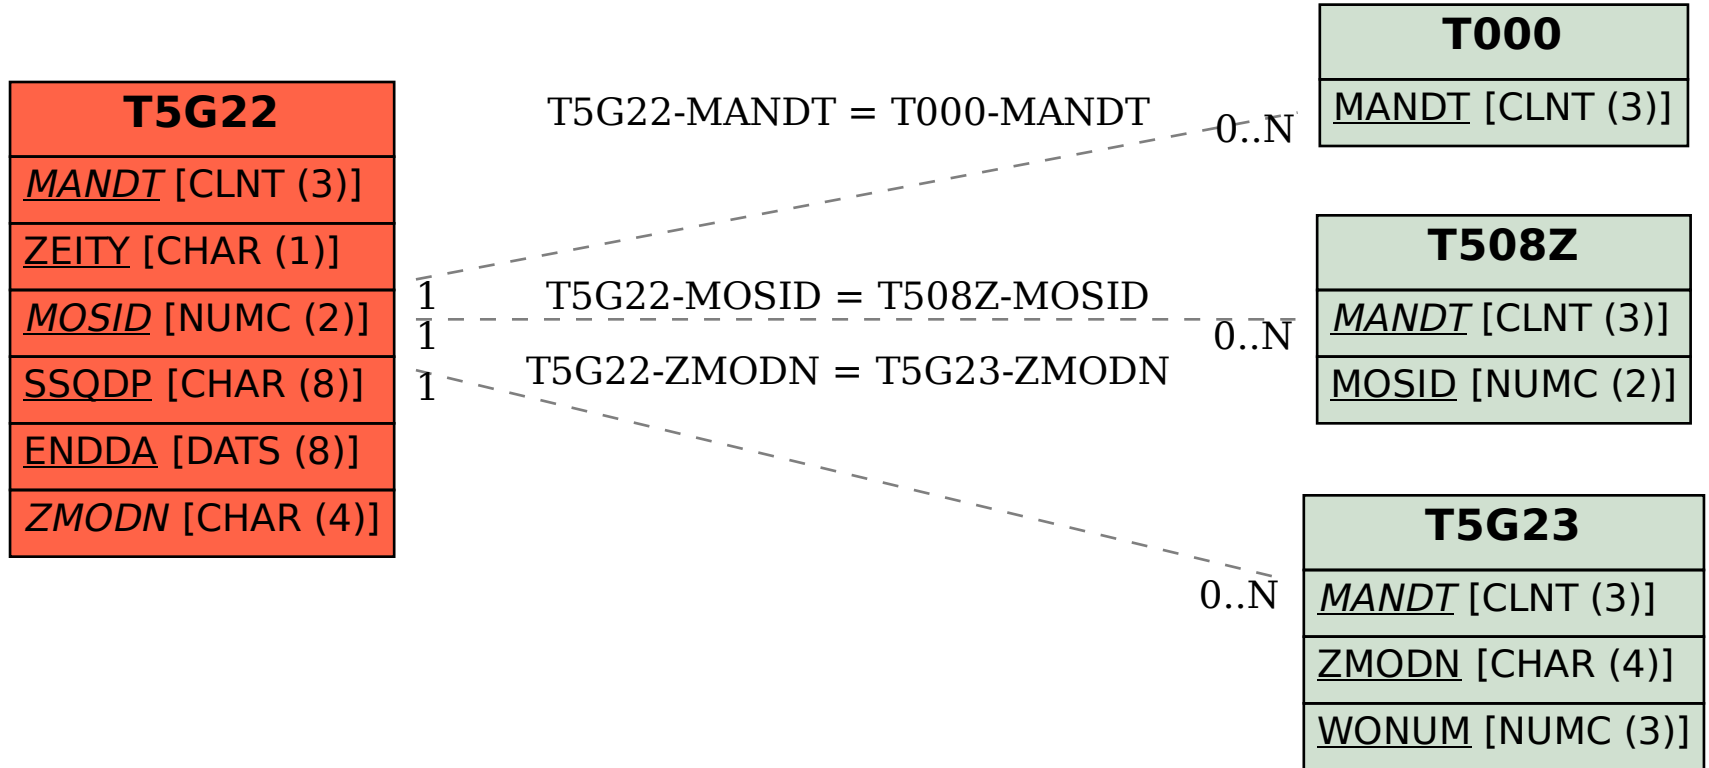 T5G22
MANDT [CLNT (3)]
ZEITY [CHAR (1)]
MOSID [NUMC (2)]
SSQDP [CHAR (8)]
ENDDA [DATS (8)]
ZMODN [CHAR (4)]
T5G22-MANDT = T000-MANDT
0..N
1
T5G22-MOSID = T508Z-MOSID
1
0..N
T5G22-ZMODN = T5G23-ZMODN
1
0..N
T000
MANDT [CLNT (3)]
T508Z
MANDT [CLNT (3)]
MOSID [NUMC (2)]
T5G23
MANDT [CLNT (3)]
ZMODN [CHAR (4)]
WONUM [NUMC (3)]